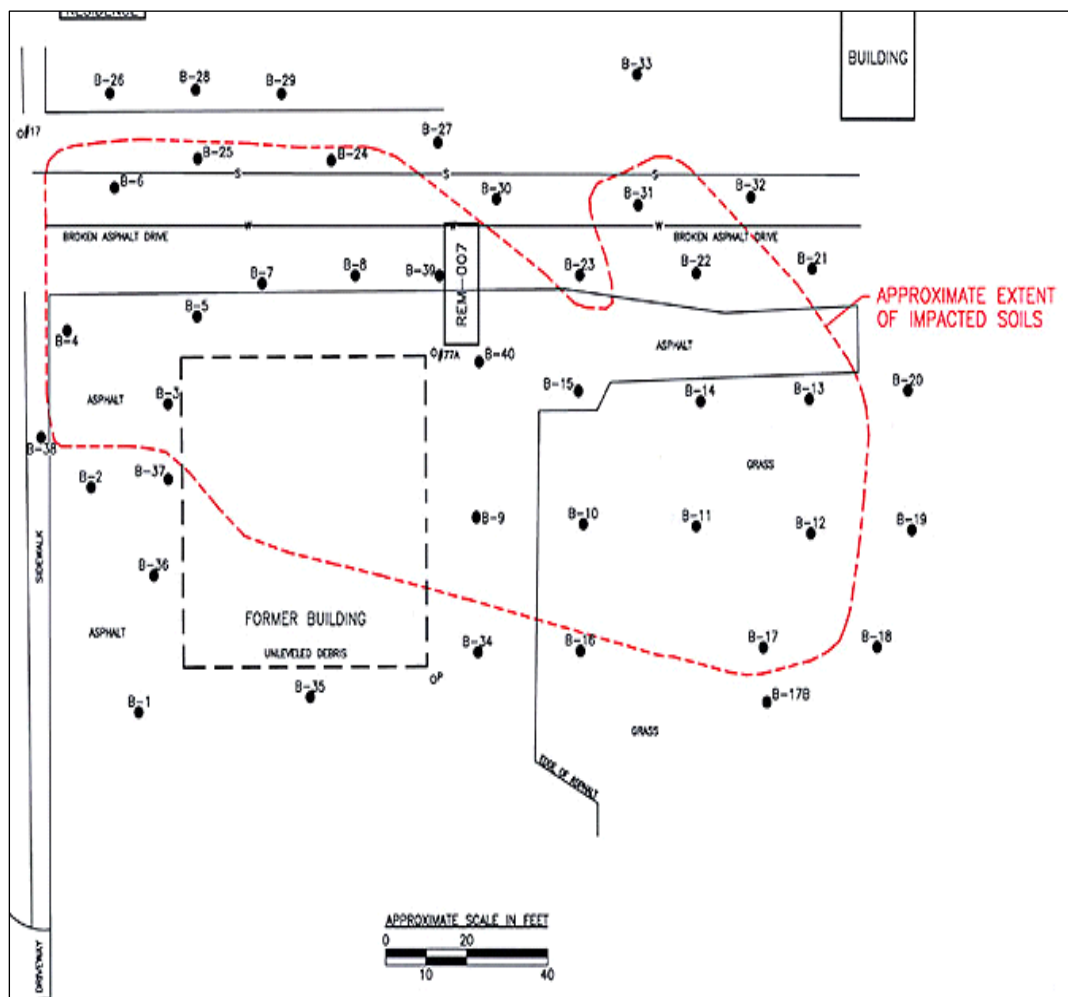 RESIDENCE
BUILDING
B-33
B-26
B-28
B-29
B-27
B-25
B-24
S
S
S
B-6
B-30
B-31
B-32
W
W
W
BROKEN ASPHALT DRIVE
BROKEN ASPHALT DRIVE
B-7
B-8
B-39
REM-007
B-23
B-22
B-21
APPROXIMATE EXTENT
OF IMPACTED SOILS
B-5
B-4
ASPHALT
B-40
B-3
ASPHALT
B-15
B-14
B-13
B-20
B-38
B-37
GRASS
B-2
B-9
B-10
B-11
B-12
B-19
SIDEWALK
B-36
FORMER BUILDING
UNLEVELED DEBRIS
ASPHALT
B-34
B-16
B-17
B-18
B-35
B-1
B-17B
GRASS
EDGE OF ASPHALT
APPROXIMATE SCALE IN FEET
0 20
10 40
DRIVEWAY